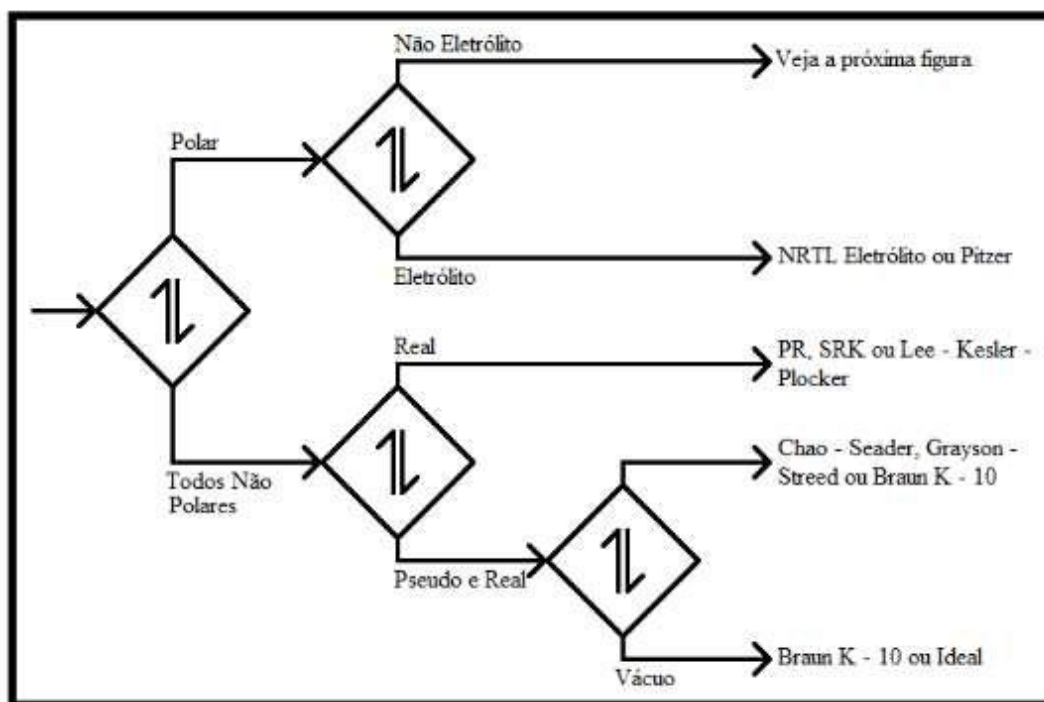 Não Eletrólito
Veja a próxima figura
Polar
Eletrólito
NRTL Eletrólito ou Pitzer
Real
PR, SRK ou Lee - Kesler -
Plocker
Todos Não
Polares
Chao - Seader, Grayson -
Streed ou Braun K - 10
Pseudo e Real
Vácuo
Braun K - 10 ou Ideal